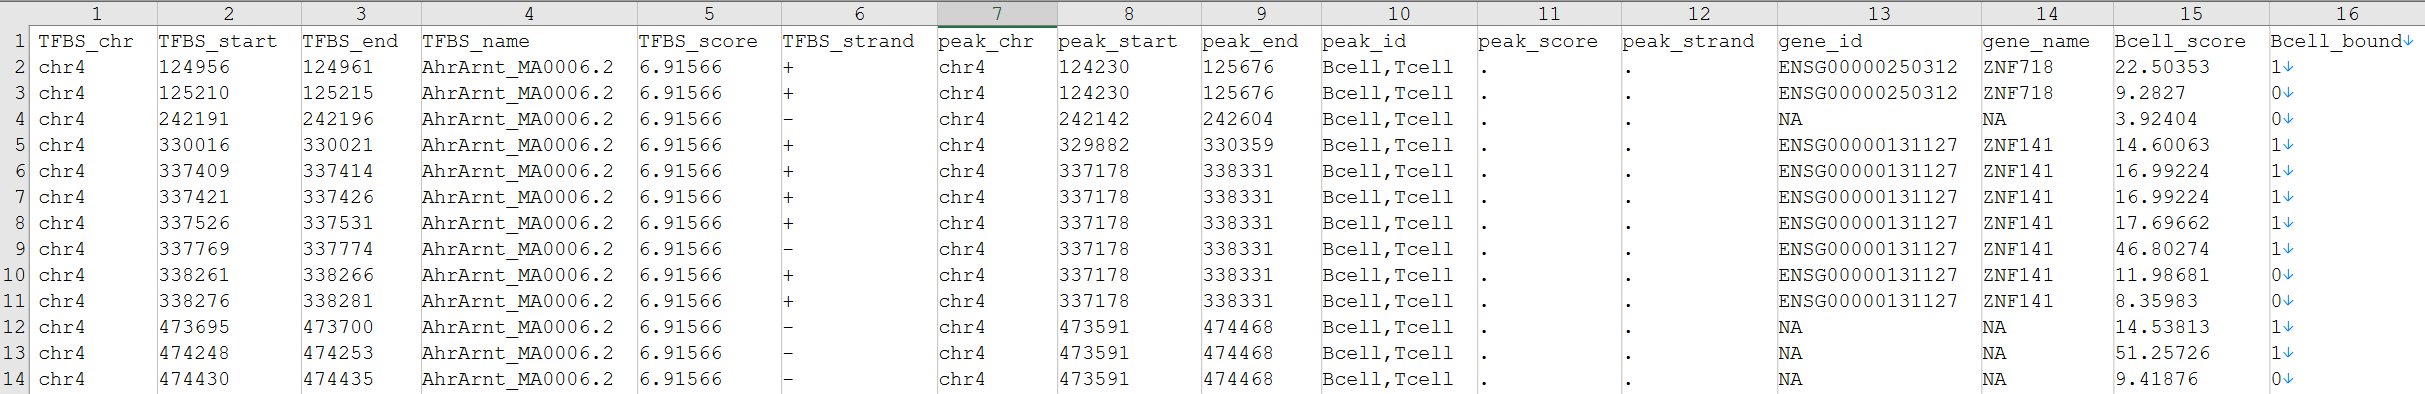 1 2 3 4 5 6 7 8 9 10 11 12 13 14 15 16
1 TFBS_chr TFBS_start TFBS_end TFBS_name TFBS_score TFBS_strand peak_chr peak_start peak_end peak_id peak_score peak_strand gene_id gene_name Bcell_score Bcell_bound↓
2 chr4 124956 124961 AhrArnt_MA0006.2 6.91566 + chr4 124230 125676 Bcell,Tcell . . ENSG00000250312 ZNF718 22.50353 1↓
3 chr4 125210 125215 AhrArnt_MA0006.2 6.91566 + chr4 124230 125676 Bcell,Tcell . . ENSG00000250312 ZNF718 9.2827 0↓
4 chr4 242191 242196 AhrArnt_MA0006.2 6.91566 - chr4 242142 242604 Bcell,Tcell . . NA NA 3.92404 0↓
5 chr4 330016 330021 AhrArnt_MA0006.2 6.91566 + chr4 329882 330359 Bcell,Tcell . . ENSG00000131127 ZNF141 14.60063 1↓
6 chr4 337409 337414 AhrArnt_MA0006.2 6.91566 + chr4 337178 338331 Bcell,Tcell . . ENSG00000131127 ZNF141 16.99224 1↓
7 chr4 337421 337426 AhrArnt_MA0006.2 6.91566 + chr4 337178 338331 Bcell,Tcell . . ENSG00000131127 ZNF141 16.99224 1↓
8 chr4 337526 337531 AhrArnt_MA0006.2 6.91566 + chr4 337178 338331 Bcell,Tcell . . ENSG00000131127 ZNF141 17.69662 1↓
9 chr4 337769 337774 AhrArnt_MA0006.2 6.91566 - chr4 337178 338331 Bcell,Tcell . . ENSG00000131127 ZNF141 46.80274 1↓
10 chr4 338261 338266 AhrArnt_MA0006.2 6.91566 + chr4 337178 338331 Bcell,Tcell . . ENSG00000131127 ZNF141 11.98681 0↓
11 chr4 338276 338281 AhrArnt_MA0006.2 6.91566 + chr4 337178 338331 Bcell,Tcell . . ENSG00000131127 ZNF141 8.35983 0↓
12 chr4 473695 473700 AhrArnt_MA0006.2 6.91566 - chr4 473591 474468 Bcell,Tcell . . NA NA 14.53813 1↓
13 chr4 474248 474253 AhrArnt_MA0006.2 6.91566 - chr4 473591 474468 Bcell,Tcell . . NA NA 51.25726 1↓
14 chr4 474430 474435 AhrArnt_MA0006.2 6.91566 - chr4 473591 474468 Bcell,Tcell . . NA NA 9.41876 0↓